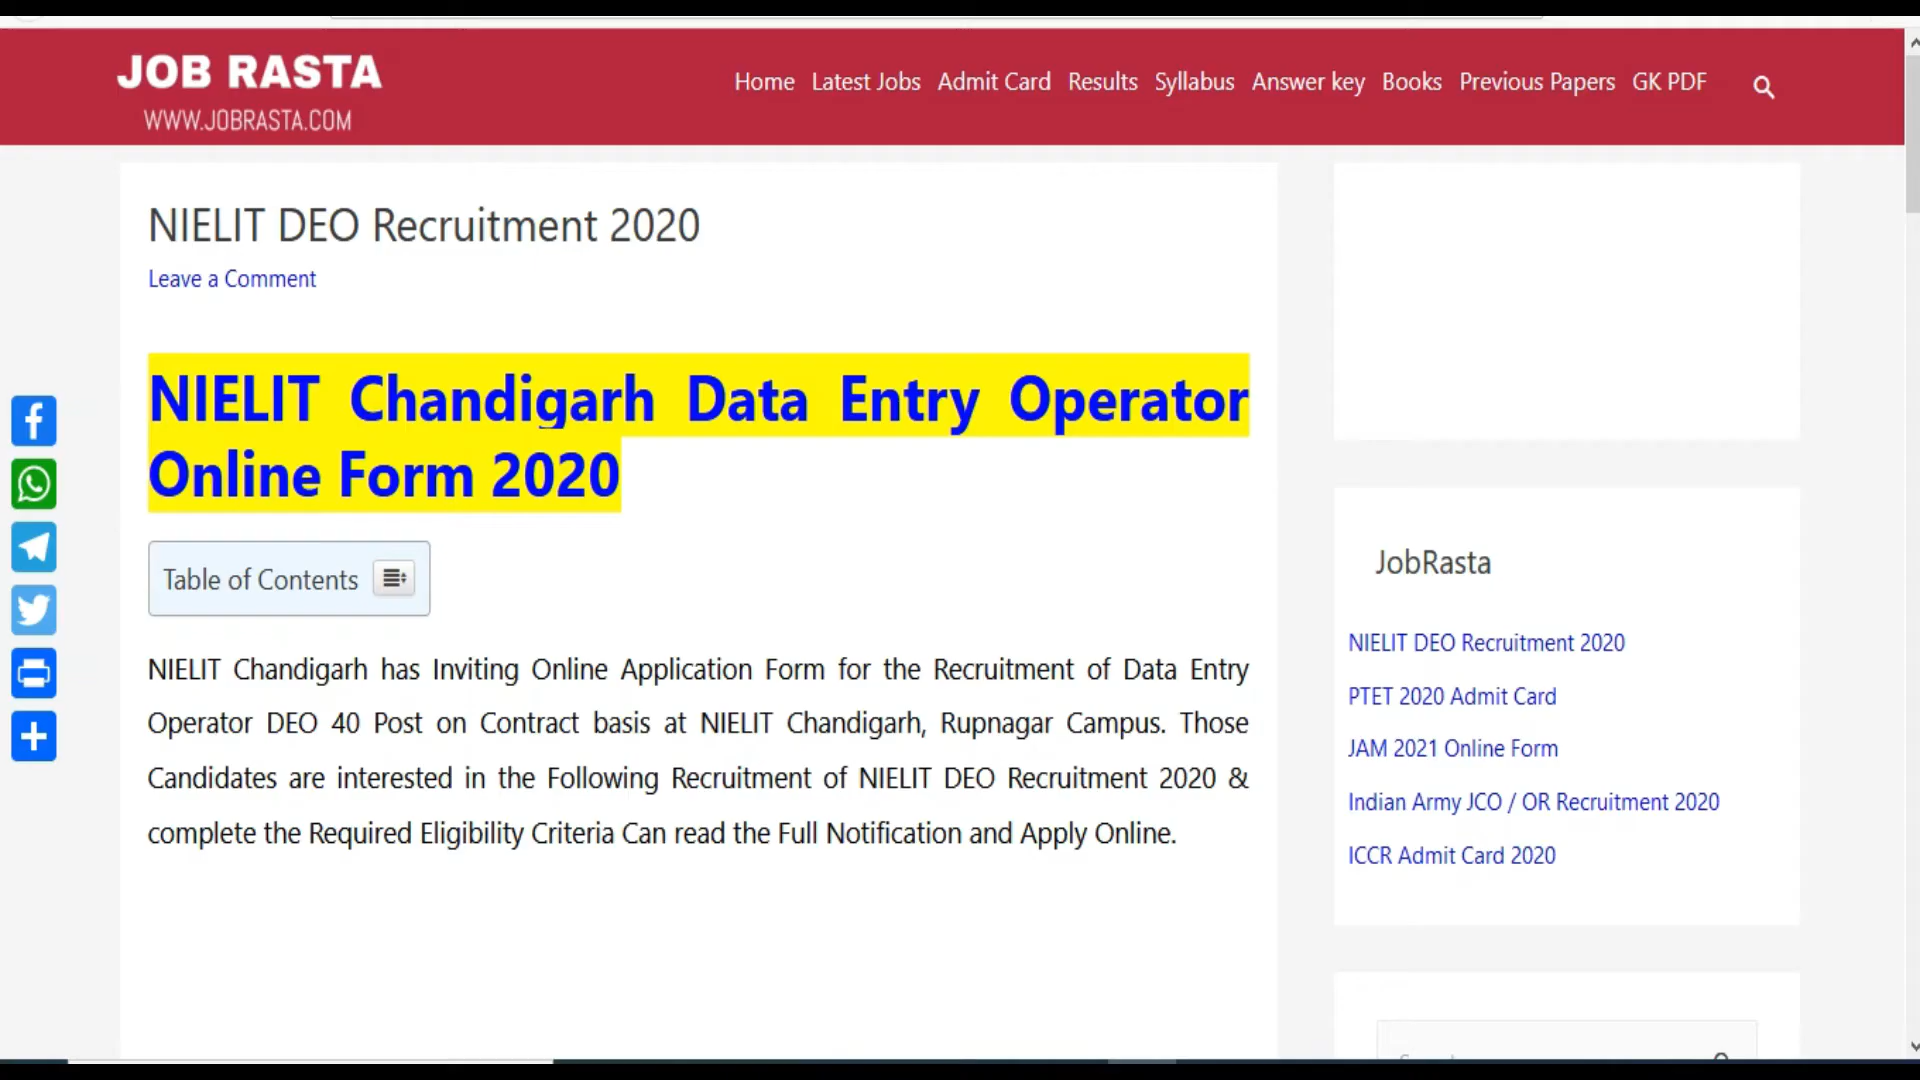 JOB RASTA
WWW.JOBRASTA.COM
Home Latest Jobs Admit Card Results Syllabus Answer key Books Previous Papers GK PDF
NIELIT DEO Recruitment 2020
Leave a Comment
NIELIT Chandigarh Data Entry Operator
Online Form 2020
Table of Contents
NIELIT Chandigarh has Inviting Online Application Form for the Recruitment of Data Entry
Operator DEO 40 Post on Contract basis at NIELIT Chandigarh, Rupnagar Campus. Those
Candidates are interested in the Following Recruitment of NIELIT DEO Recruitment 2020 &
complete the Required Eligibility Criteria Can read the Full Notification and Apply Online.
JobRasta
NIELIT DEO Recruitment 2020
PTET 2020 Admit Card
JAM 2021 Online Form
Indian Army JCO / OR Recruitment 2020
ICCR Admit Card 2020